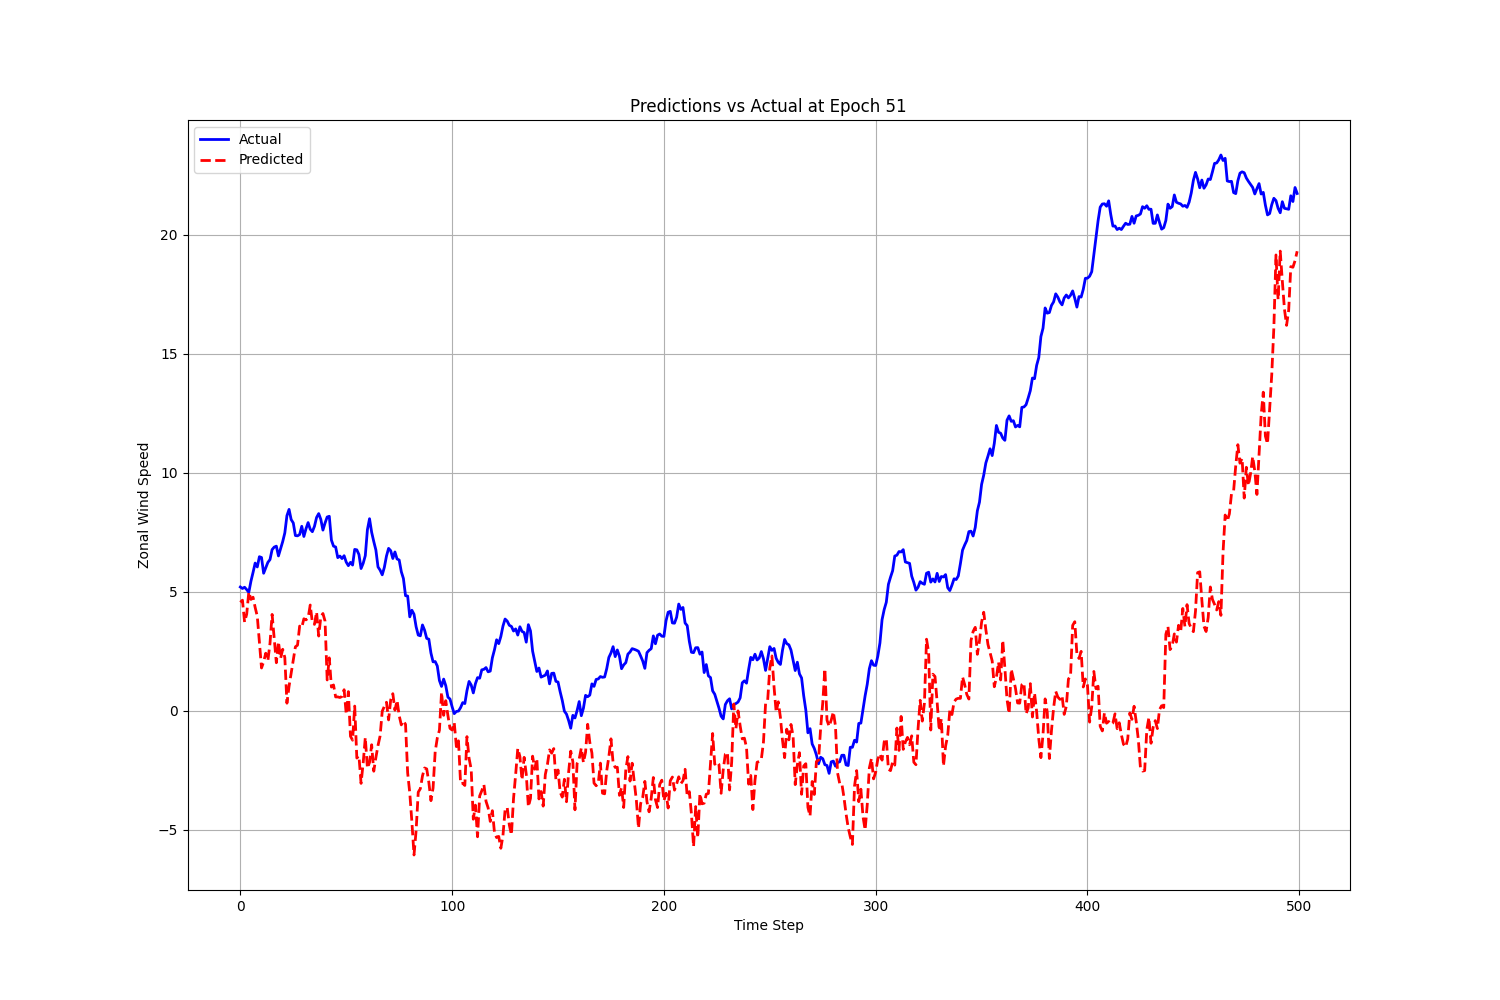 Predictions vs Actual at Epoch 51
Actual
Predicted
Zonal Wind Speed
20
15
10
5
0
−5
0 100 200 300 400 500
Time Step